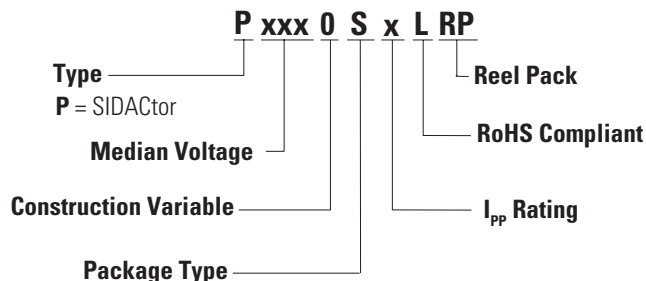 P xxx 0 S x L RP
Type
P = SIDACtor
Median Voltage
Construction Variable
Package Type
Reel Pack
RoHS Compliant
IPP Rating